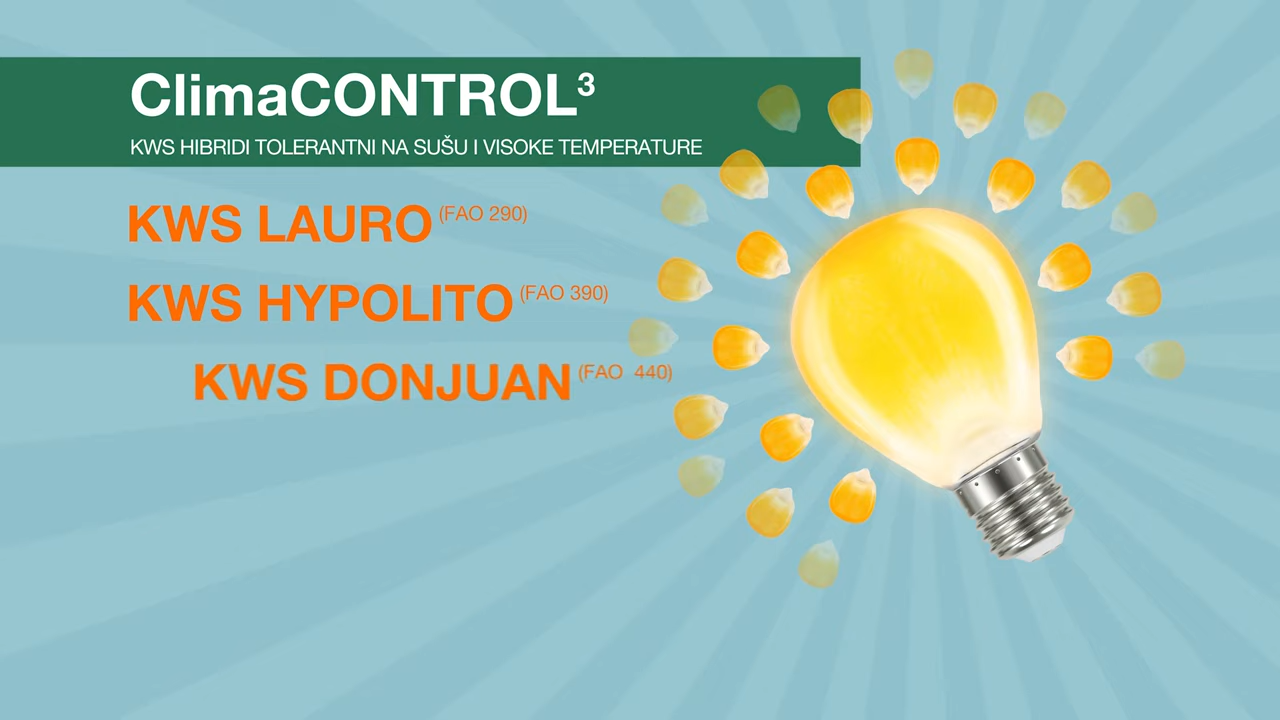 ClimaCONTROL³
KWS HIBRIDI TOLERANTNI NA SUŠU I VISOKE TEMPERATURE
KWS LAURO (FAO 290)
KWS HYPOLITO (FAO 390)
KWS DONJUAN (FAO 440)